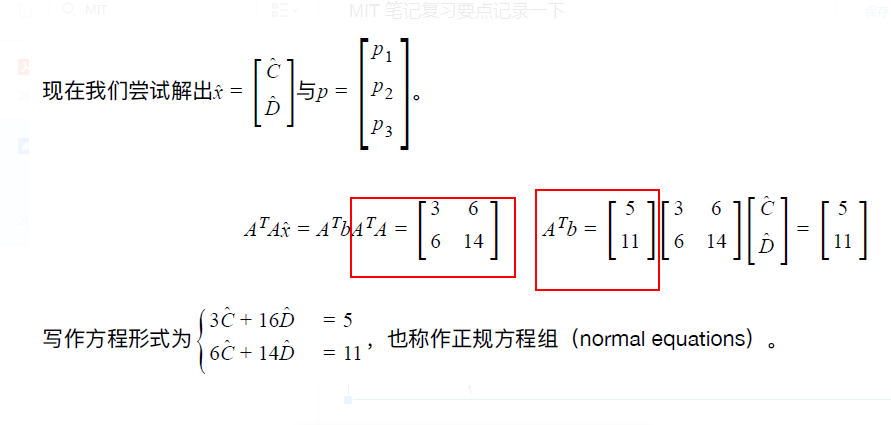 MIT
MIT 笔记复习要点记录一下
现在我们尝试解出 x̂ = [Ĉ; D̂] 与 p = [p₁; p₂; p₃] 。
AᵀAx̂ = AᵀbAᵀA = [3 6; 6 14] Aᵀb = [5; 11][3 6; 6 14][Ĉ; D̂] = [5; 11]
写作方程形式为 { 3Ĉ + 16D̂ = 5
6Ĉ + 14D̂ = 11 ，也称作正规方程组（normal equations）。